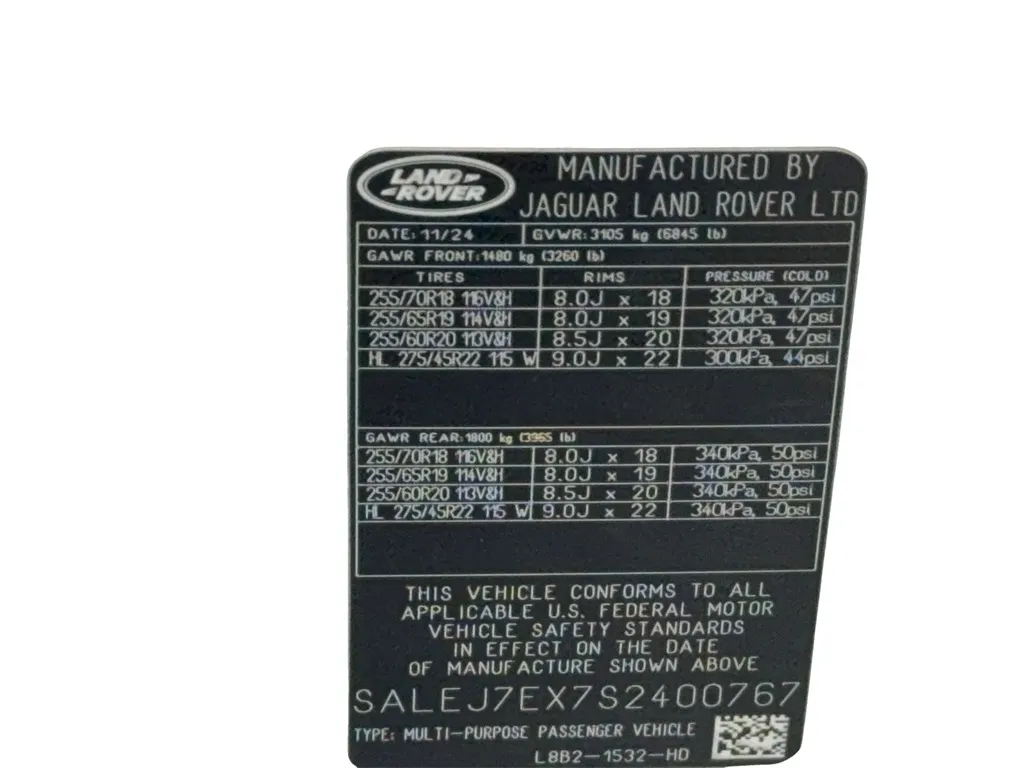 LAND ROVER
MANUFACTURED BY
JAGUAR LAND ROVER LTD
DATE: 11/24 GVWR: 3105 kg (6845 lb)
GAWR FRONT: 1480 kg (3260 lb)
TIRES RIMS PRESSURE (COLD)
255/70R18 116V&H 8.0J x 18 320kPa, 47psi
255/65R19 114V&H 8.0J x 19 320kPa, 47psi
255/60R20 113V&H 8.5J x 20 320kPa, 47psi
HL 275/45R22 115 W 9.0J x 22 300kPa, 44psi
GAWR REAR: 1800 kg (3965 lb)
255/70R18 116V&H 8.0J x 18 340kPa, 50psi
255/65R19 114V&H 8.0J x 19 340kPa, 50psi
255/60R20 113V&H 8.5J x 20 340kPa, 50psi
HL 275/45R22 115 W 9.0J x 22 340kPa, 50psi
THIS VEHICLE CONFORMS TO ALL
APPLICABLE U.S. FEDERAL MOTOR
VEHICLE SAFETY STANDARDS
IN EFFECT ON THE DATE
OF MANUFACTURE SHOWN ABOVE
SALEJ7EX7S2400767
TYPE: MULTI-PURPOSE PASSENGER VEHICLE
L8B2-1532-HD